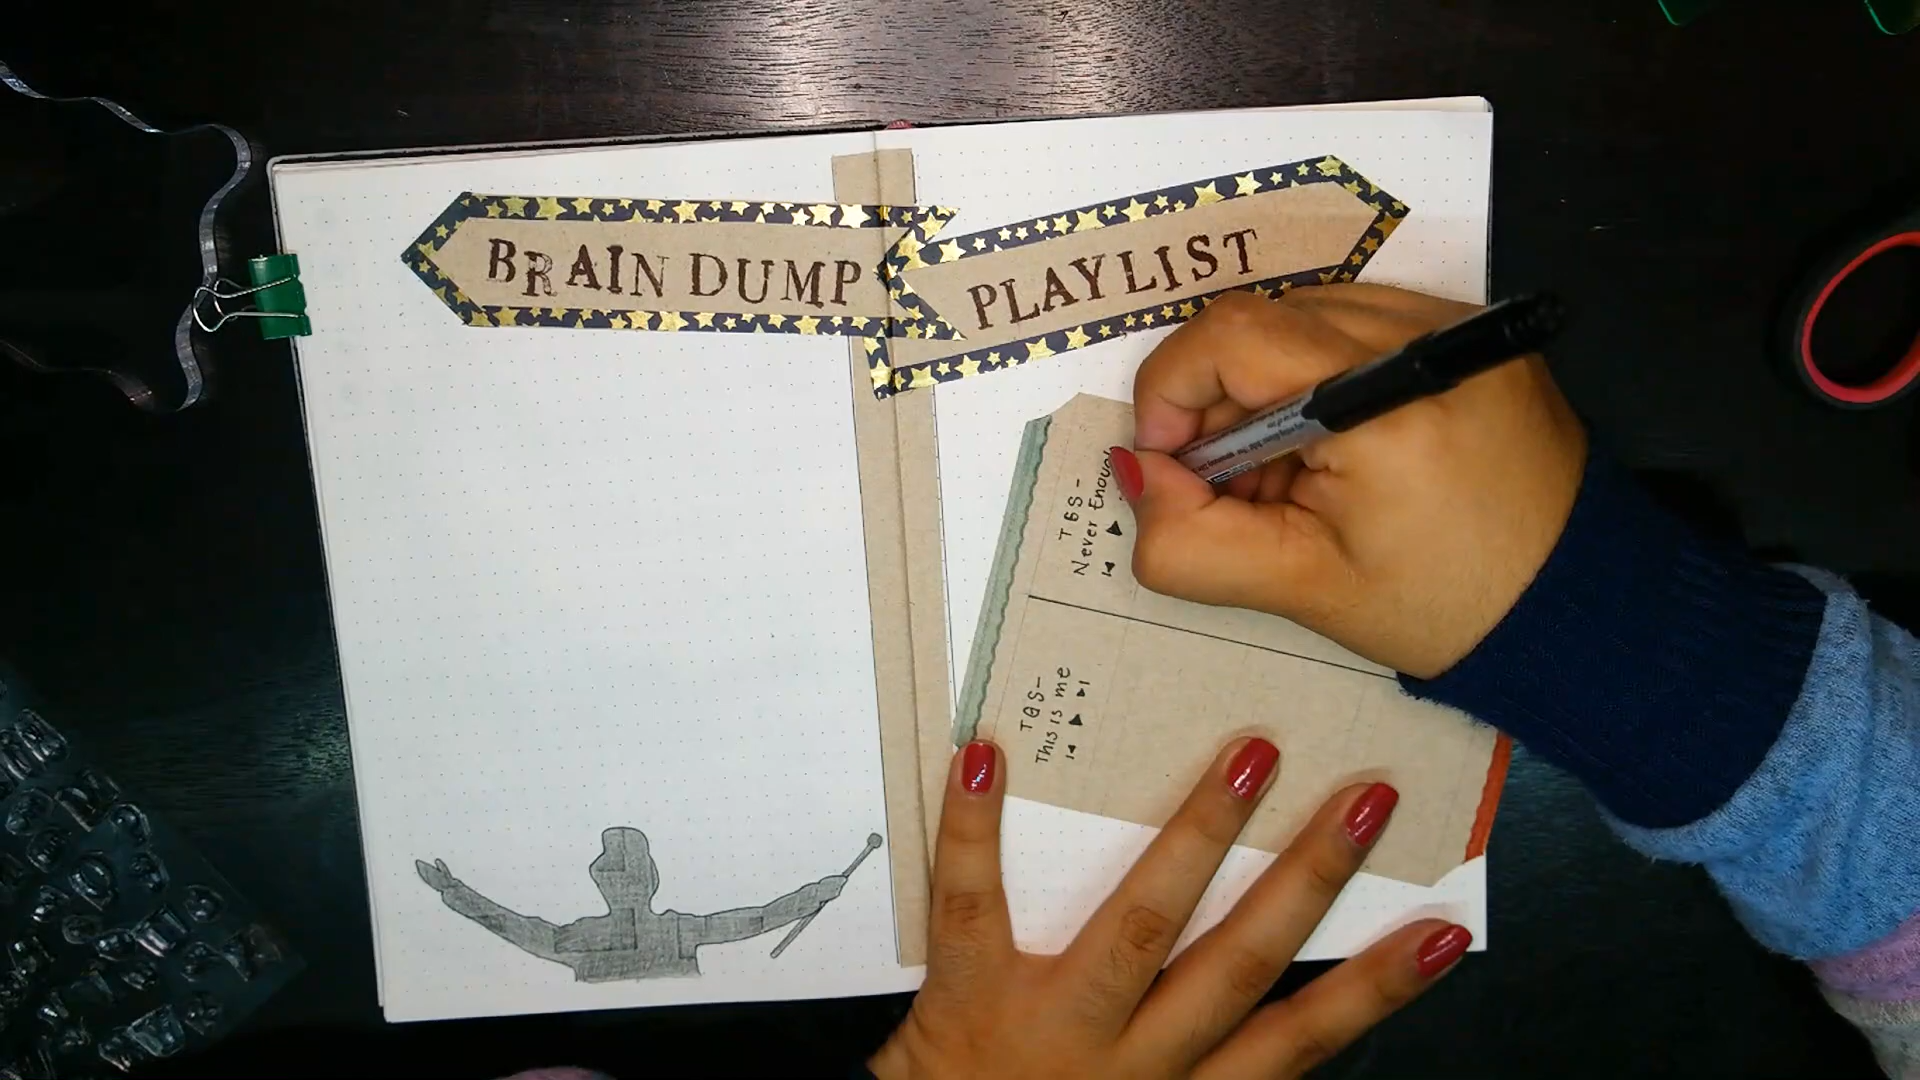 BRAIN DUMP
PLAYLIST
TGS-
Never Enough
TGS-
This is me